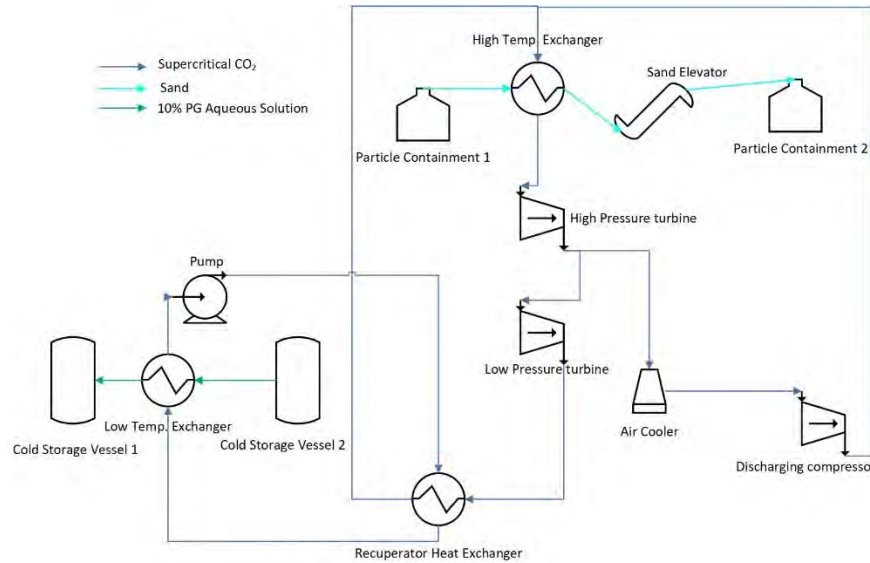 High Temp. Exchanger
Supercritical CO₂
Sand
10% PG Aqueous Solution
Sand Elevator
Particle Containment 1
Particle Containment 2
High Pressure turbine
Pump
Low Pressure turbine
Air Cooler
Low Temp. Exchanger
Cold Storage Vessel 1
Cold Storage Vessel 2
Discharging compresso
Recuperator Heat Exchanger